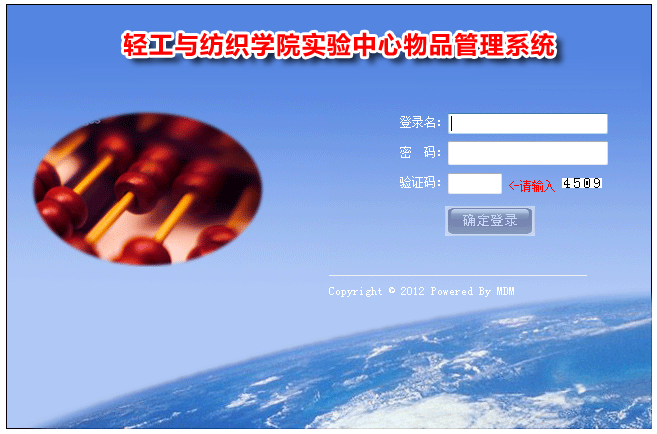 轻工与纺织学院实验中心物品管理系统
登录名：
密　码：
验证码： <-请输入 4509
确定登录
Copyright © 2012 Powered By MDM